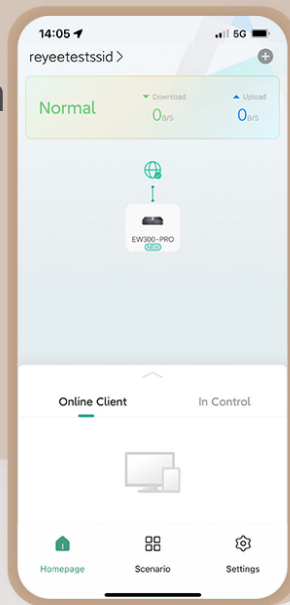 14:05
5G
reyeetestssid >
Normal
Download
Upload
0B/S
0B/S
EW300-PRO
Online Client
In Control
Homepage
Scenario
Settings